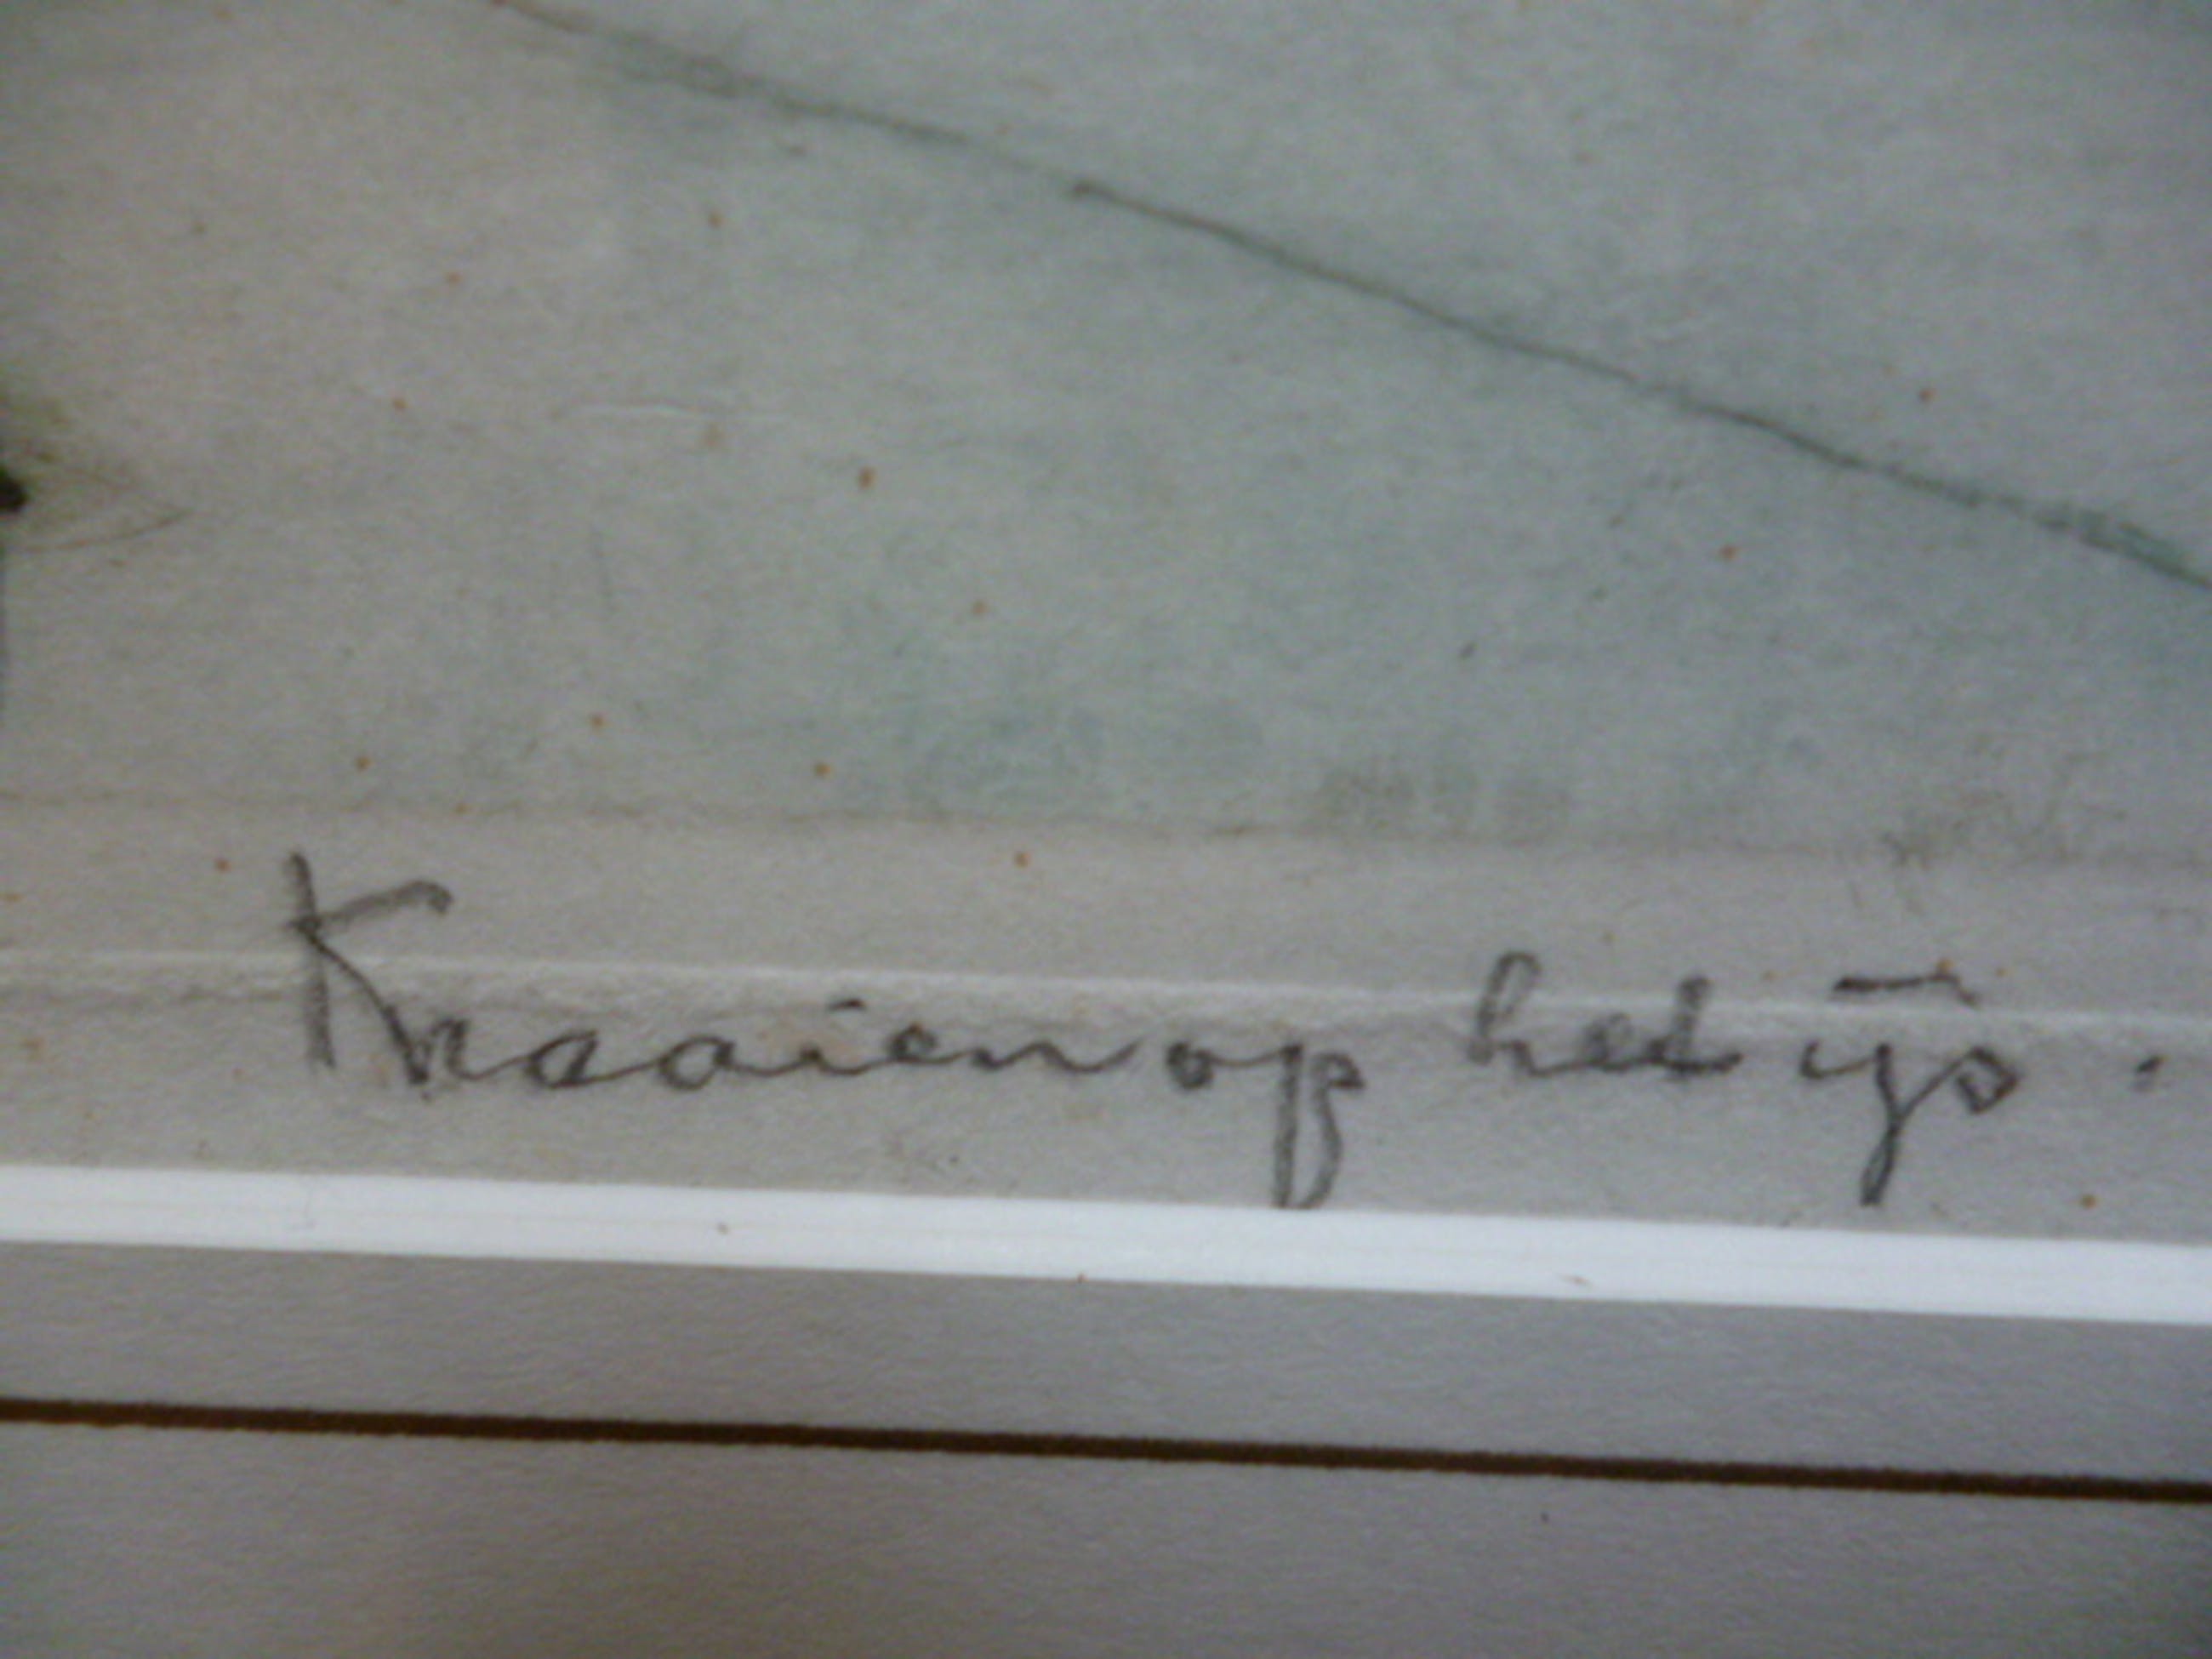 Kraaien op het ijs.